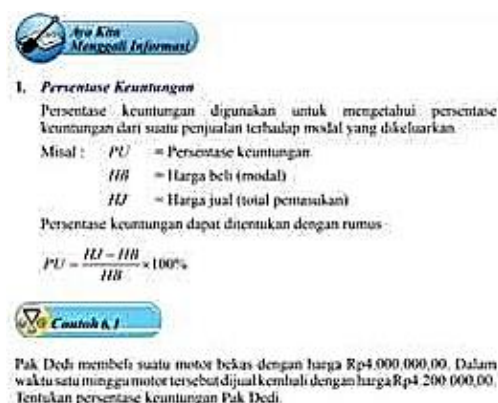 Ayo Kita
Menggali Informasi
1. Persentase Keuntungan
Persentase keuntungan digunakan untuk mengetahui persentase
keuntungan dari suatu penjualan terhadap modal yang dikeluarkan.
Misal : PU = Persentase keuntungan
HB = Harga beli (modal)
HJ = Harga jual (total pemasukan)
Persentase keuntungan dapat ditentukan dengan rumus
PU = (HJ − HB) / HB × 100%
Contoh 6.1
Pak Dedi membeli suatu motor bekas dengan harga Rp4.000.000,00. Dalam
waktu satu minggu motor tersebut dijual kembali dengan harga Rp4.200.000,00.
Tentukan persentase keuntungan Pak Dedi.